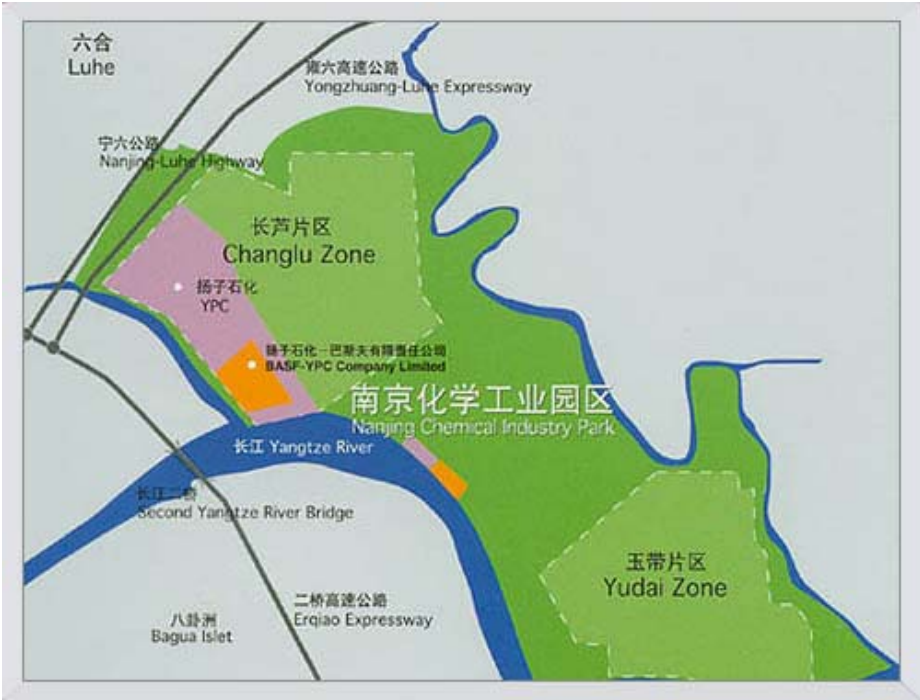 六合
Luhe
雍六高速公路
Yongzhuang-Luhe Expressway
宁六公路
Nanjing-Luhe Highway
长芦片区
Changlu Zone
扬子石化
YPC
扬子石化－巴斯夫有限责任公司
BASF-YPC Company Limited
南京化学工业园区
Nanjing Chemical Industry Park
长江 Yangtze River
长江二桥
Second Yangtze River Bridge
玉带片区
Yudai Zone
二桥高速公路
Erqiao Expressway
八卦洲
Bagua Islet